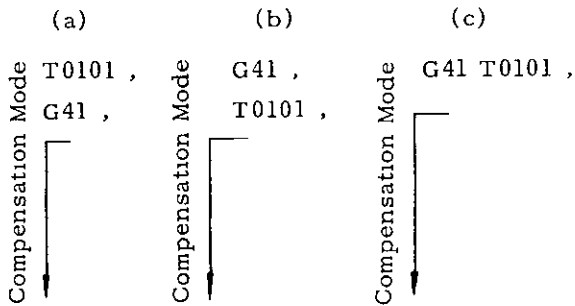 (a) (b) (c)
Compensation Mode
T0101 ,
G41 ,
Compensation Mode
G41 ,
T0101 ,
Compensation Mode
G41 T0101 ,